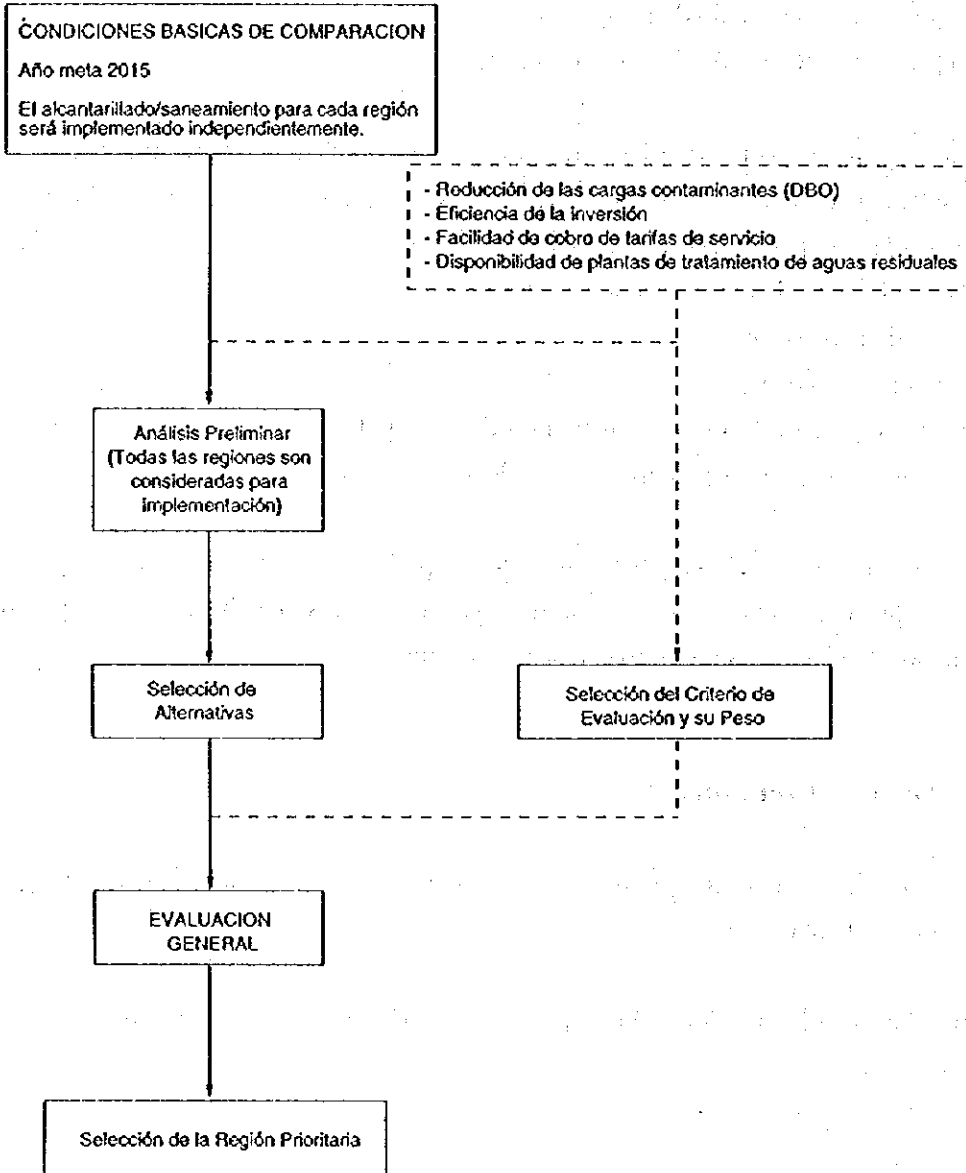 CONDICIONES BASICAS DE COMPARACION
Año meta 2015
El alcantarillado/saneamiento para cada región
será implementado independientemente.
- Reducción de las cargas contaminantes (DBO)
- Eficiencia de la inversión
- Facilidad de cobro de tarifas de servicio
- Disponibilidad de plantas de tratamiento de aguas residuales
Análisis Preliminar
(Todas las regiones son
consideradas para
implementación)
Selección de
Alternativas
Selección del Criterio de
Evaluación y su Peso
EVALUACION
GENERAL
Selección de la Región Prioritaria